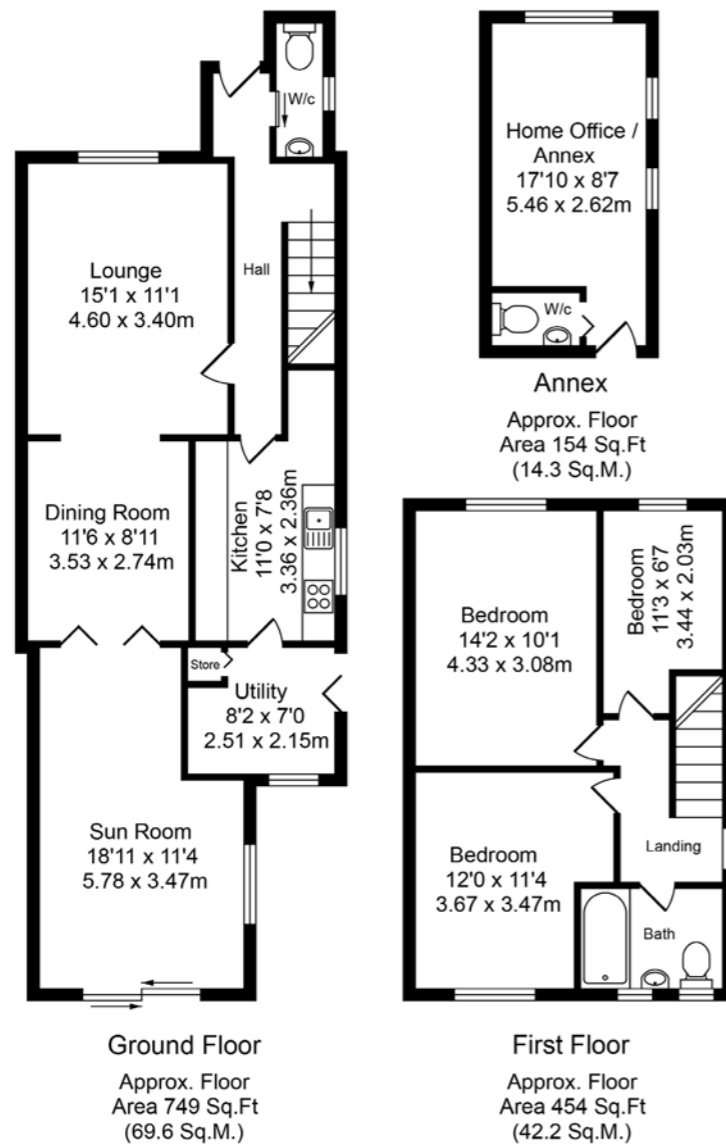 W/c
Lounge
15'1 x 11'1
4.60 x 3.40m
Hall
Dining Room
11'6 x 8'11
3.53 x 2.74m
Kitchen
11'0 x 7'8
3.36 x 2.36m
Store
Utility
8'2 x 7'0
2.51 x 2.15m
Sun Room
18'11 x 11'4
5.78 x 3.47m
Ground Floor
Approx. Floor
Area 749 Sq.Ft
(69.6 Sq.M.)
Home Office /
Annex
17'10 x 8'7
5.46 x 2.62m
W/c
Annex
Approx. Floor
Area 154 Sq.Ft
(14.3 Sq.M.)
Bedroom
14'2 x 10'1
4.33 x 3.08m
Bedroom
11'3 x 6'7
3.44 x 2.03m
Landing
Bedroom
12'0 x 11'4
3.67 x 3.47m
Bath
First Floor
Approx. Floor
Area 454 Sq.Ft
(42.2 Sq.M.)